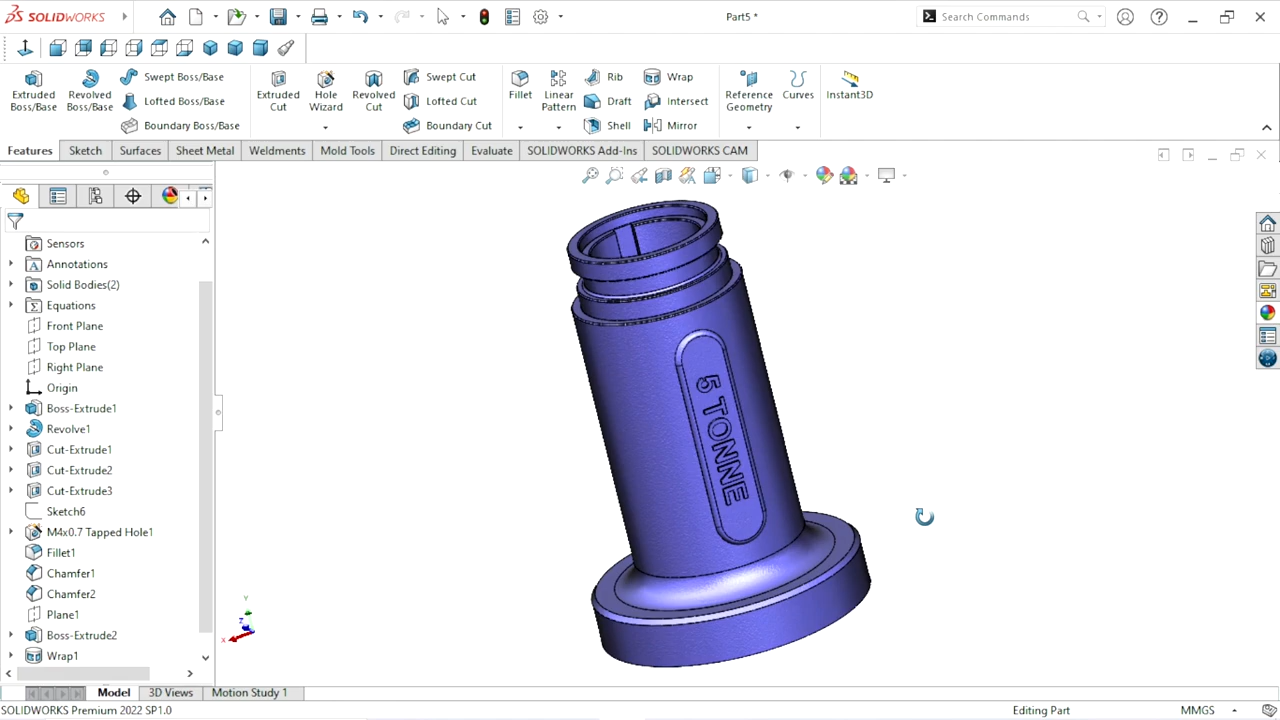 SOLIDWORKS
Part5 *
Search Commands
Extruded Boss/Base
Revolved Boss/Base
Swept Boss/Base
Lofted Boss/Base
Boundary Boss/Base
Extruded Cut
Hole Wizard
Revolved Cut
Swept Cut
Lofted Cut
Boundary Cut
Fillet
Linear Pattern
Rib
Draft
Shell
Wrap
Intersect
Mirror
Reference Geometry
Curves
Instant3D
Features
Sketch
Surfaces
Sheet Metal
Weldments
Mold Tools
Direct Editing
Evaluate
SOLIDWORKS Add-Ins
SOLIDWORKS CAM
Sensors
Annotations
Solid Bodies(2)
Equations
Front Plane
Top Plane
Right Plane
Origin
Boss-Extrude1
Revolve1
Cut-Extrude1
Cut-Extrude2
Cut-Extrude3
Sketch6
M4x0.7 Tapped Hole1
Fillet1
Chamfer1
Chamfer2
Plane1
Boss-Extrude2
Wrap1
5 TONNE
Y
Z
X
Model
3D Views
Motion Study 1
SOLIDWORKS Premium 2022 SP1.0
Editing Part
MMGS